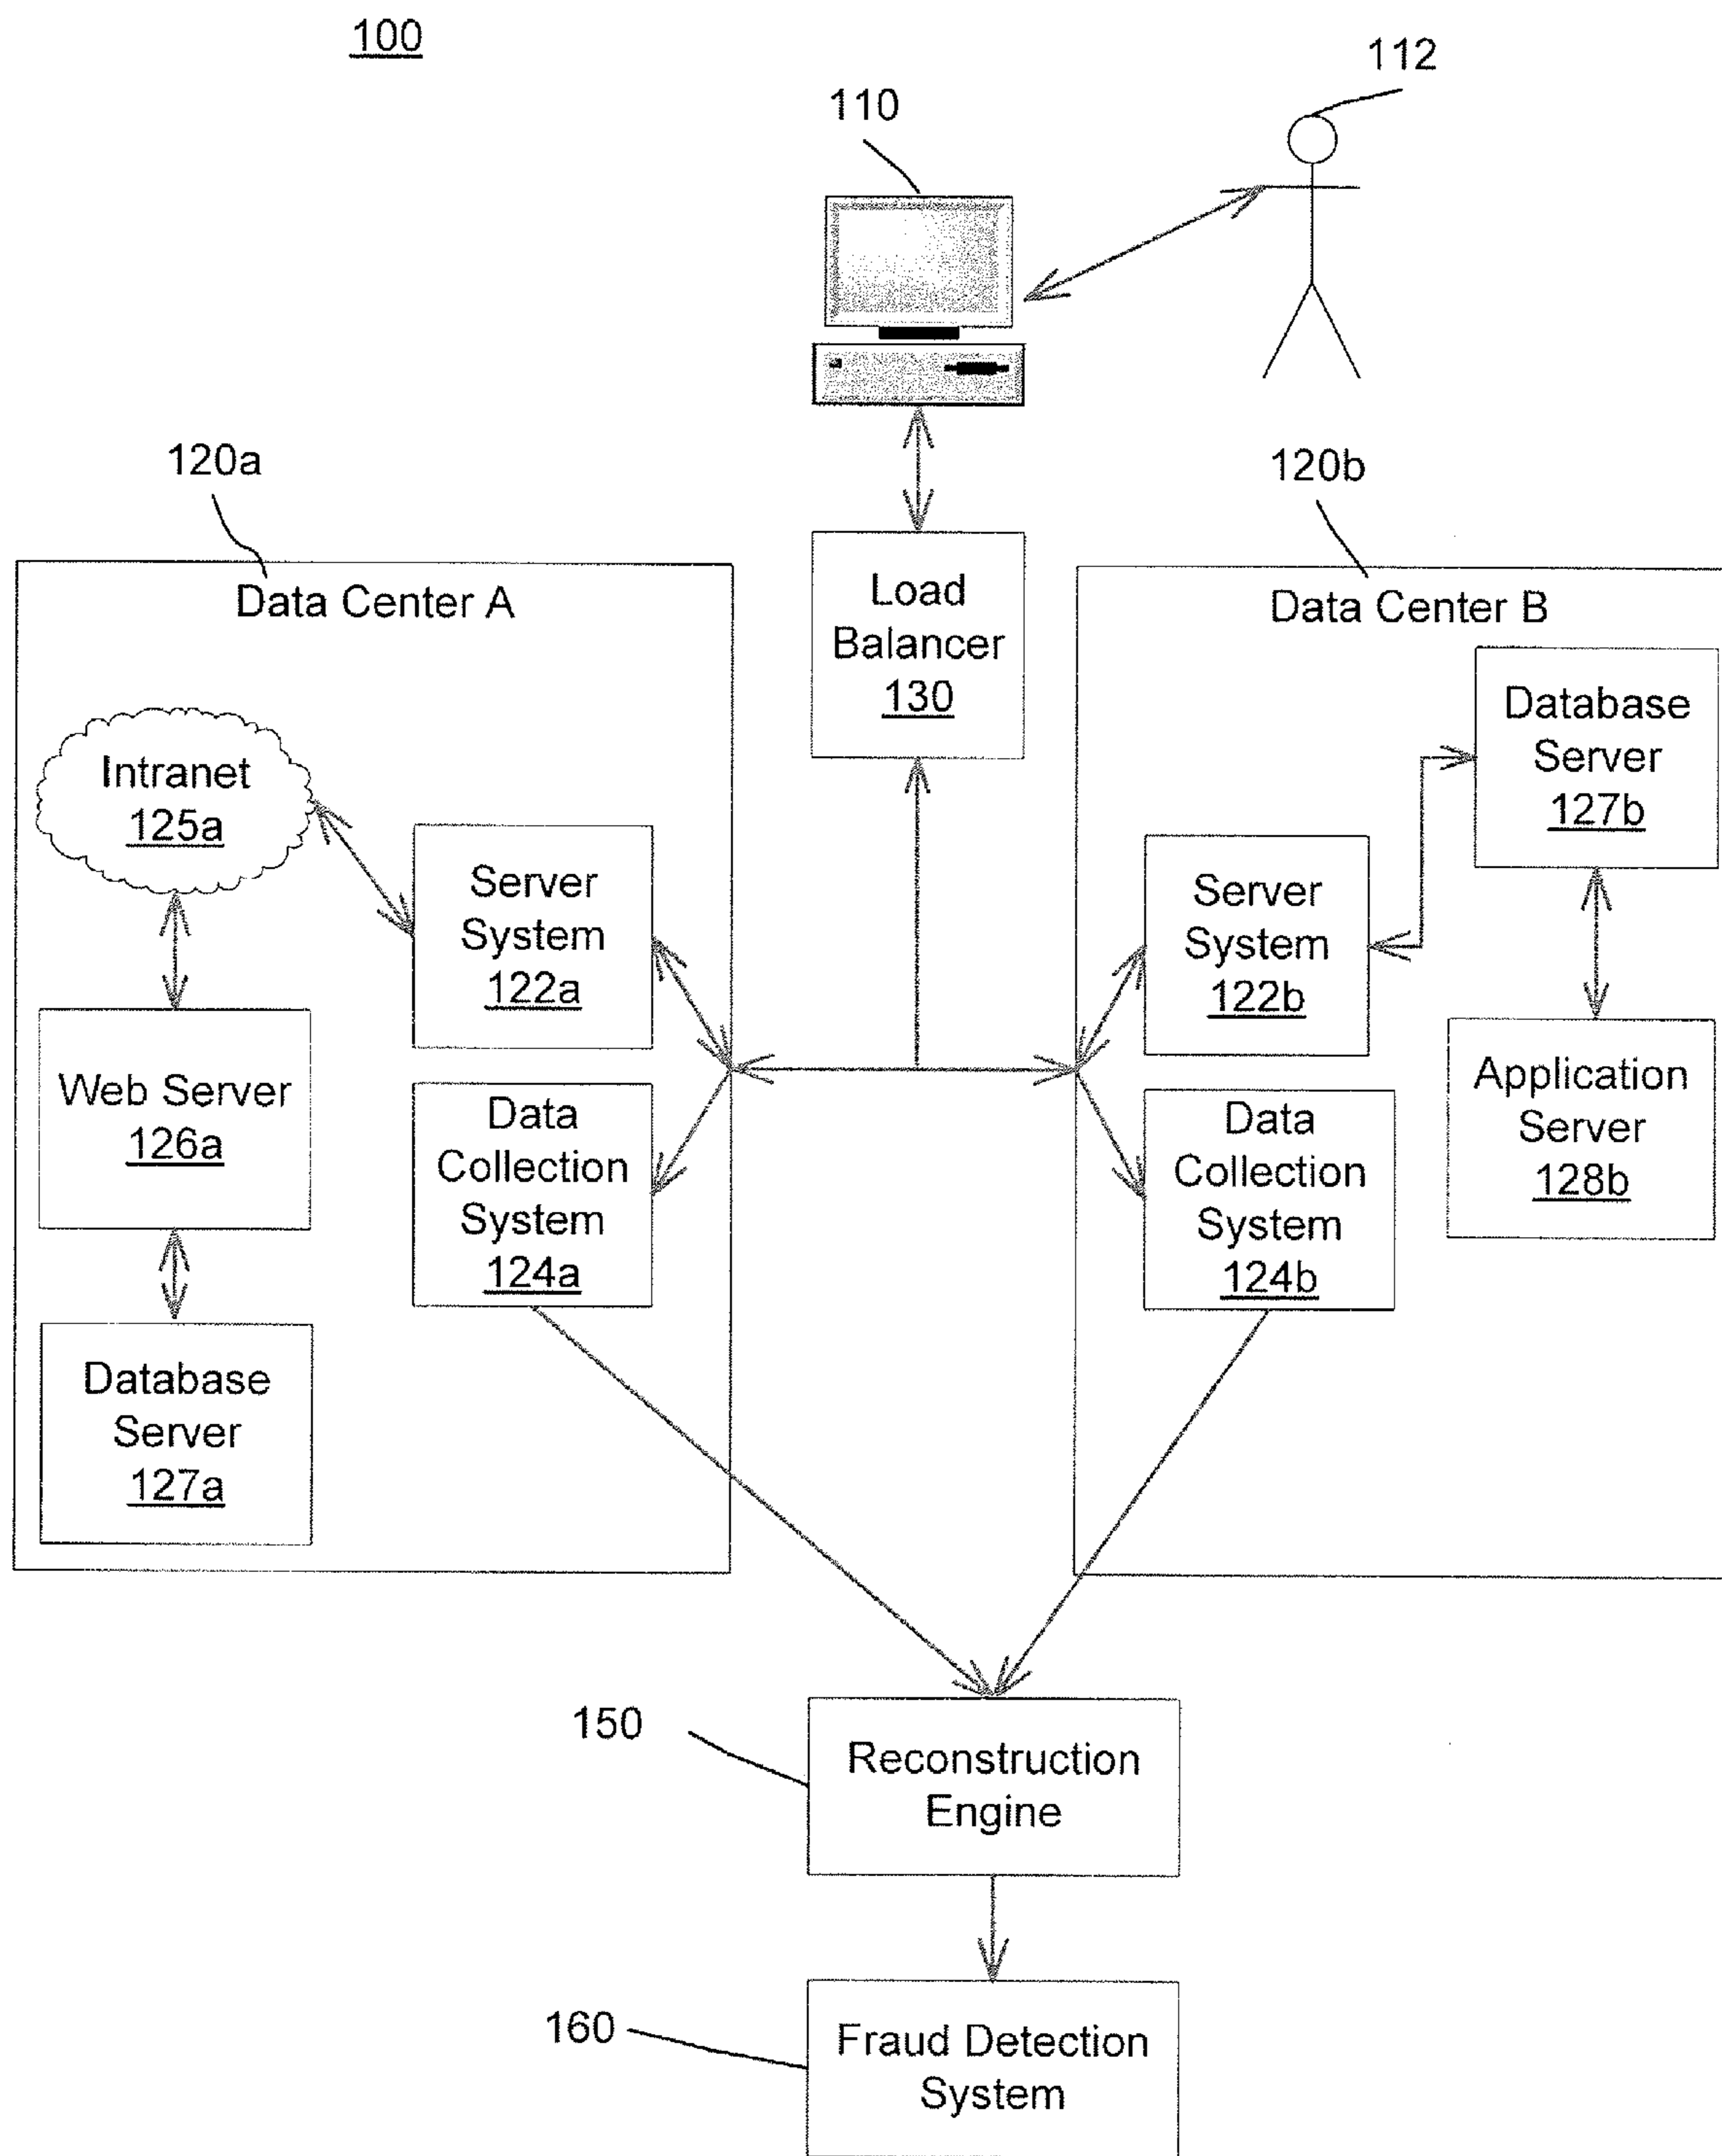 100
112
110
120a
120b
Data Center A
Load
Balancer
130
Data Center B
Intranet
125a
Server
System
122a
Web Server
126a
Data
Collection
System
124a
Database
Server
127a
Database
Server
127b
Server
System
122b
Application
Server
128b
Data
Collection
System
124b
150
Reconstruction
Engine
160
Fraud Detection
System